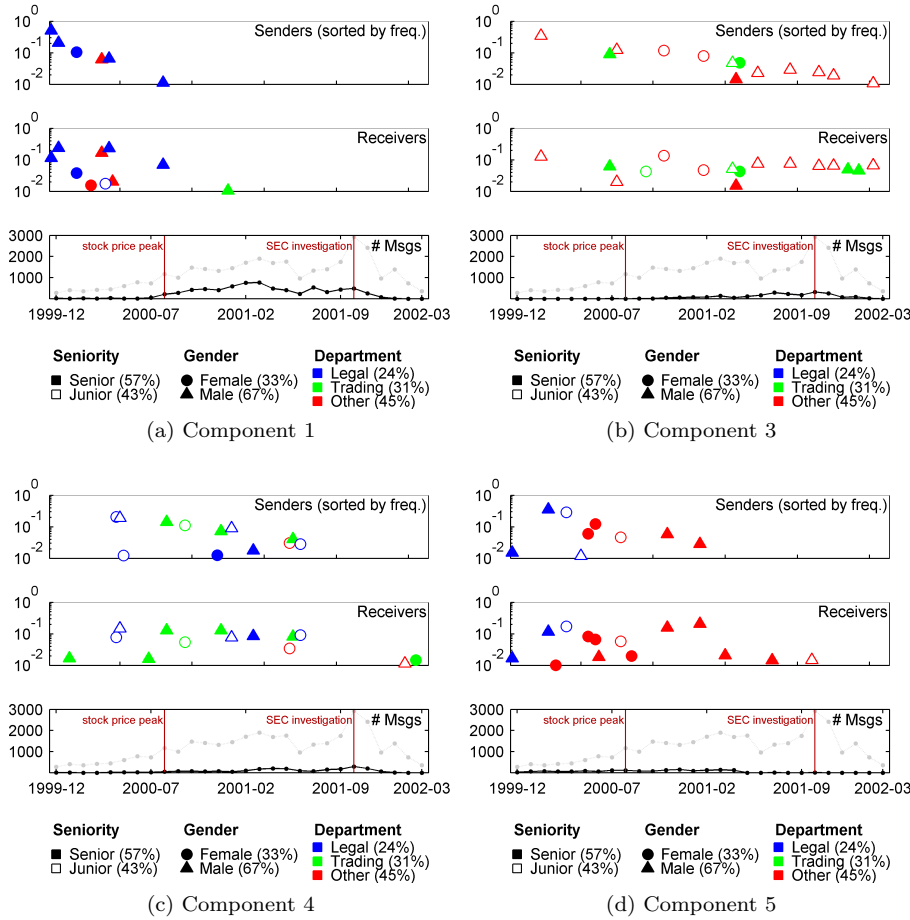 10^0
Senders (sorted by freq.)
10^-1
10^-2
10^0
Receivers
10^-1
10^-2
3000
stock price peak
SEC investigation
# Msgs
2000
1000
1999-12 2000-07 2001-02 2001-09 2002-03
Seniority Gender Department
Senior (57%) Female (33%) Legal (24%)
Junior (43%) Male (67%) Trading (31%)
Other (45%)
(a) Component 1
10^0
Senders (sorted by freq.)
10^-1
10^-2
10^0
Receivers
10^-1
10^-2
3000
stock price peak
SEC investigation
# Msgs
2000
1000
1999-12 2000-07 2001-02 2001-09 2002-03
Seniority Gender Department
Senior (57%) Female (33%) Legal (24%)
Junior (43%) Male (67%) Trading (31%)
Other (45%)
(b) Component 3
10^0
Senders (sorted by freq.)
10^-1
10^-2
10^0
Receivers
10^-1
10^-2
3000
stock price peak
SEC investigation
# Msgs
2000
1000
1999-12 2000-07 2001-02 2001-09 2002-03
Seniority Gender Department
Senior (57%) Female (33%) Legal (24%)
Junior (43%) Male (67%) Trading (31%)
Other (45%)
(c) Component 4
10^0
Senders (sorted by freq.)
10^-1
10^-2
10^0
Receivers
10^-1
10^-2
3000
stock price peak
SEC investigation
# Msgs
2000
1000
1999-12 2000-07 2001-02 2001-09 2002-03
Seniority Gender Department
Senior (57%) Female (33%) Legal (24%)
Junior (43%) Male (67%) Trading (31%)
Other (45%)
(d) Component 5